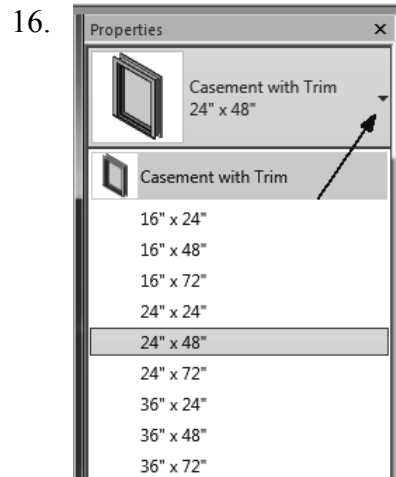 16.
Properties x
Casement with Trim
24" x 48"
Casement with Trim
16" x 24"
16" x 48"
16" x 72"
24" x 24"
24" x 48"
24" x 72"
36" x 24"
36" x 48"
36" x 72"